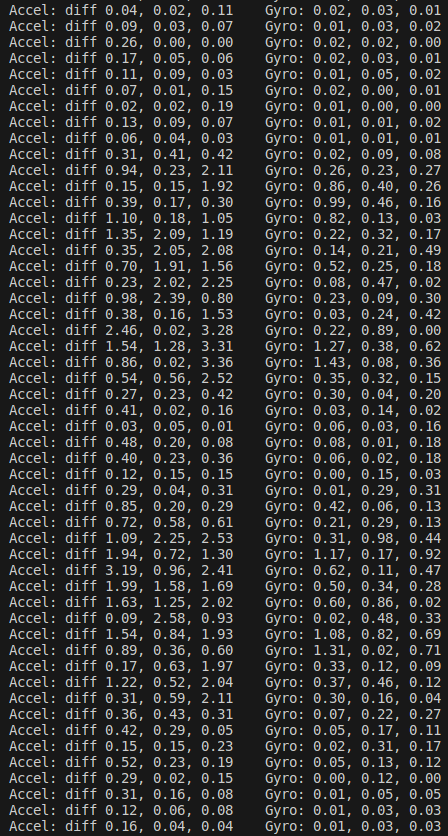 Accel: diff 0.04, 0.02, 0.11    Gyro: 0.02, 0.03, 0.01
Accel: diff 0.09, 0.03, 0.07    Gyro: 0.01, 0.03, 0.02
Accel: diff 0.26, 0.00, 0.00    Gyro: 0.02, 0.02, 0.00
Accel: diff 0.17, 0.05, 0.06    Gyro: 0.02, 0.03, 0.01
Accel: diff 0.11, 0.09, 0.03    Gyro: 0.01, 0.05, 0.02
Accel: diff 0.07, 0.01, 0.15    Gyro: 0.02, 0.00, 0.01
Accel: diff 0.02, 0.02, 0.19    Gyro: 0.01, 0.00, 0.00
Accel: diff 0.13, 0.09, 0.07    Gyro: 0.01, 0.01, 0.02
Accel: diff 0.06, 0.04, 0.03    Gyro: 0.01, 0.01, 0.01
Accel: diff 0.31, 0.41, 0.42    Gyro: 0.02, 0.09, 0.08
Accel: diff 0.94, 0.23, 2.11    Gyro: 0.26, 0.23, 0.27
Accel: diff 0.15, 0.15, 1.92    Gyro: 0.86, 0.40, 0.26
Accel: diff 0.39, 0.17, 0.30    Gyro: 0.99, 0.46, 0.16
Accel: diff 1.10, 0.18, 1.05    Gyro: 0.82, 0.13, 0.03
Accel: diff 1.35, 2.09, 1.19    Gyro: 0.22, 0.32, 0.17
Accel: diff 0.35, 2.05, 2.08    Gyro: 0.14, 0.21, 0.49
Accel: diff 0.70, 1.91, 1.56    Gyro: 0.52, 0.25, 0.18
Accel: diff 0.23, 2.02, 2.25    Gyro: 0.08, 0.47, 0.02
Accel: diff 0.98, 2.39, 0.80    Gyro: 0.23, 0.09, 0.30
Accel: diff 0.38, 0.16, 1.53    Gyro: 0.03, 0.24, 0.42
Accel: diff 2.46, 0.02, 3.28    Gyro: 0.22, 0.89, 0.00
Accel: diff 1.54, 1.28, 3.31    Gyro: 1.27, 0.38, 0.62
Accel: diff 0.86, 0.02, 3.36    Gyro: 1.43, 0.08, 0.36
Accel: diff 0.54, 0.56, 2.52    Gyro: 0.35, 0.32, 0.15
Accel: diff 0.27, 0.23, 0.42    Gyro: 0.30, 0.04, 0.20
Accel: diff 0.41, 0.02, 0.16    Gyro: 0.03, 0.14, 0.02
Accel: diff 0.03, 0.05, 0.01    Gyro: 0.06, 0.03, 0.16
Accel: diff 0.48, 0.20, 0.08    Gyro: 0.08, 0.01, 0.18
Accel: diff 0.40, 0.23, 0.36    Gyro: 0.06, 0.02, 0.18
Accel: diff 0.12, 0.15, 0.15    Gyro: 0.00, 0.15, 0.03
Accel: diff 0.29, 0.04, 0.31    Gyro: 0.01, 0.29, 0.31
Accel: diff 0.85, 0.20, 0.29    Gyro: 0.42, 0.06, 0.13
Accel: diff 0.72, 0.58, 0.61    Gyro: 0.21, 0.29, 0.13
Accel: diff 1.09, 2.25, 2.53    Gyro: 0.31, 0.98, 0.44
Accel: diff 1.94, 0.72, 1.30    Gyro: 1.17, 0.17, 0.92
Accel: diff 3.19, 0.96, 2.41    Gyro: 0.62, 0.11, 0.47
Accel: diff 1.99, 1.58, 1.69    Gyro: 0.50, 0.34, 0.28
Accel: diff 1.63, 1.25, 2.02    Gyro: 0.60, 0.86, 0.02
Accel: diff 0.09, 2.58, 0.93    Gyro: 0.02, 0.48, 0.33
Accel: diff 1.54, 0.84, 1.93    Gyro: 1.08, 0.82, 0.69
Accel: diff 0.89, 0.36, 0.60    Gyro: 1.31, 0.02, 0.71
Accel: diff 0.17, 0.63, 1.97    Gyro: 0.33, 0.12, 0.09
Accel: diff 1.22, 0.52, 2.04    Gyro: 0.37, 0.46, 0.12
Accel: diff 0.31, 0.59, 2.11    Gyro: 0.30, 0.16, 0.04
Accel: diff 0.36, 0.43, 0.31    Gyro: 0.07, 0.22, 0.27
Accel: diff 0.42, 0.29, 0.05    Gyro: 0.05, 0.17, 0.11
Accel: diff 0.15, 0.15, 0.23    Gyro: 0.02, 0.31, 0.17
Accel: diff 0.52, 0.23, 0.19    Gyro: 0.05, 0.13, 0.12
Accel: diff 0.29, 0.02, 0.15    Gyro: 0.00, 0.12, 0.00
Accel: diff 0.31, 0.16, 0.08    Gyro: 0.01, 0.05, 0.05
Accel: diff 0.12, 0.06, 0.08    Gyro: 0.01, 0.03, 0.03
Accel: diff 0.16, 0.04, 0.04    Gyro: 0.01, 0.03, 0.03